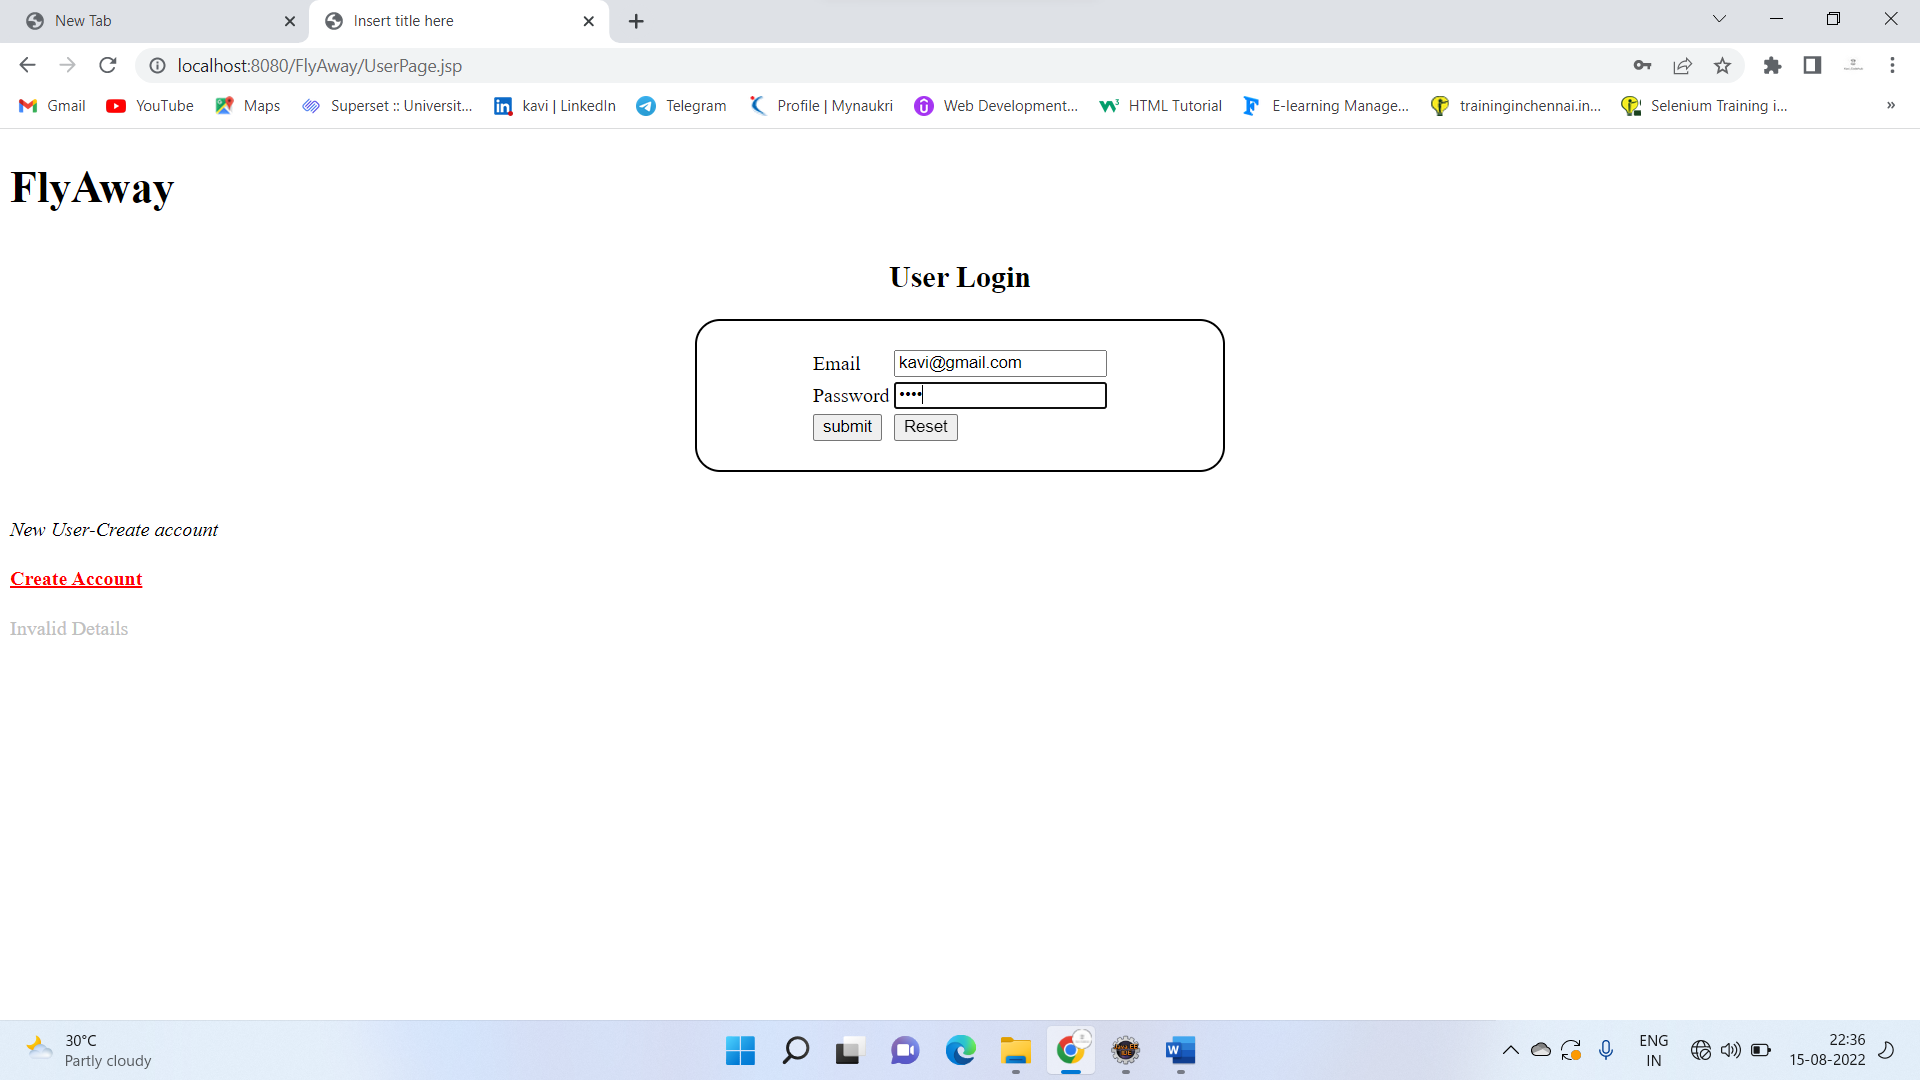 New Tab
Insert title here
localhost:8080/FlyAway/UserPage.jsp
Gmail
YouTube
Maps
Superset :: Universit...
kavi | LinkedIn
Telegram
Profile | Mynaukri
Web Development...
HTML Tutorial
E-learning Manage...
traininginchennai.in...
Selenium Training i...
»
FlyAway
User Login
Email kavi@gmail.com
Password ••••
submit Reset
New User-Create account
Create Account
Invalid Details
30°C
Partly cloudy
ENG
IN
22:36
15-08-2022